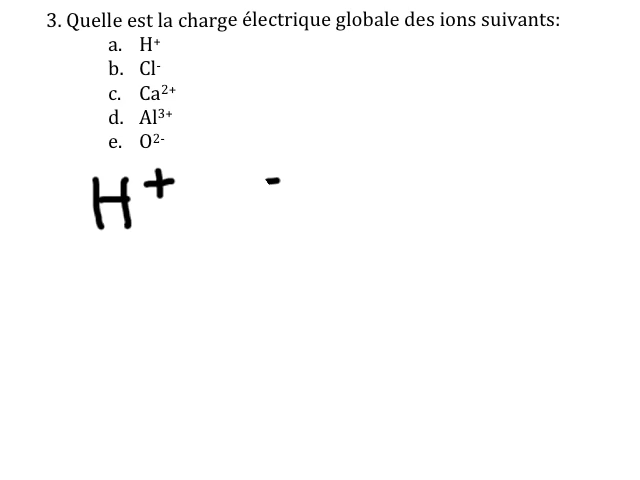 3. Quelle est la charge électrique globale des ions suivants:
a. H⁺
b. Cl⁻
c. Ca²⁺
d. Al³⁺
e. O²⁻
H⁺ -